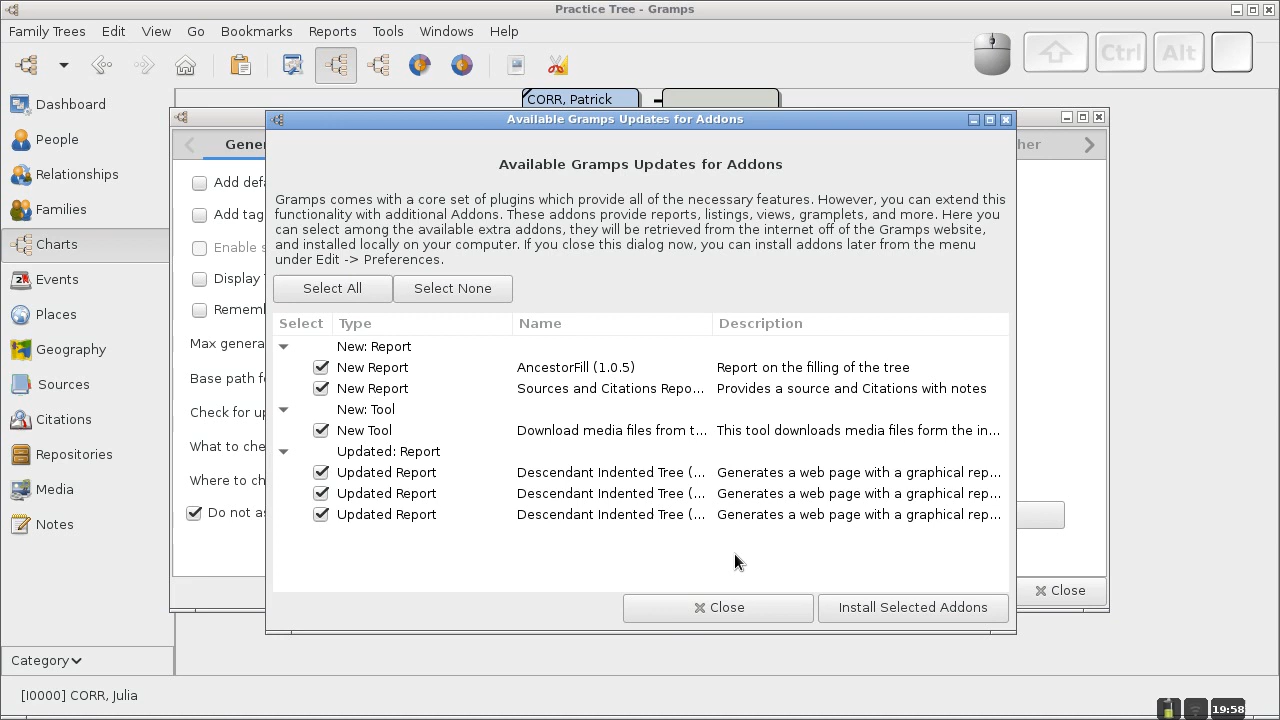 Practice Tree - Gramps
Family Trees Edit View Go Bookmarks Reports Tools Windows Help
Ctrl Alt
Dashboard
People
Relationships
Families
Charts
Events
Places
Geography
Sources
Citations
Repositories
Media
Notes
Category
[I0000] CORR, Julia
CORR, Patrick
Gener
her
Add defa
Add tag
Enable s
Display
Rememb
Max genera
Base path fo
Check for up
What to che
Where to ch
Do not as
Close
Available Gramps Updates for Addons
Available Gramps Updates for Addons
Gramps comes with a core set of plugins which provide all of the necessary features. However, you can extend this
functionality with additional Addons. These addons provide reports, listings, views, gramplets, and more. Here you
can select among the available extra addons, they will be retrieved from the internet off of the Gramps website,
and installed locally on your computer. If you close this dialog now, you can install addons later from the menu
under Edit -> Preferences.
Select All Select None
Select Type Name Description
New: Report
New Report AncestorFill (1.0.5) Report on the filling of the tree
New Report Sources and Citations Repo... Provides a source and Citations with notes
New: Tool
New Tool Download media files from t... This tool downloads media files form the in...
Updated: Report
Updated Report Descendant Indented Tree (... Generates a web page with a graphical rep...
Updated Report Descendant Indented Tree (... Generates a web page with a graphical rep...
Updated Report Descendant Indented Tree (... Generates a web page with a graphical rep...
Close Install Selected Addons
19:58